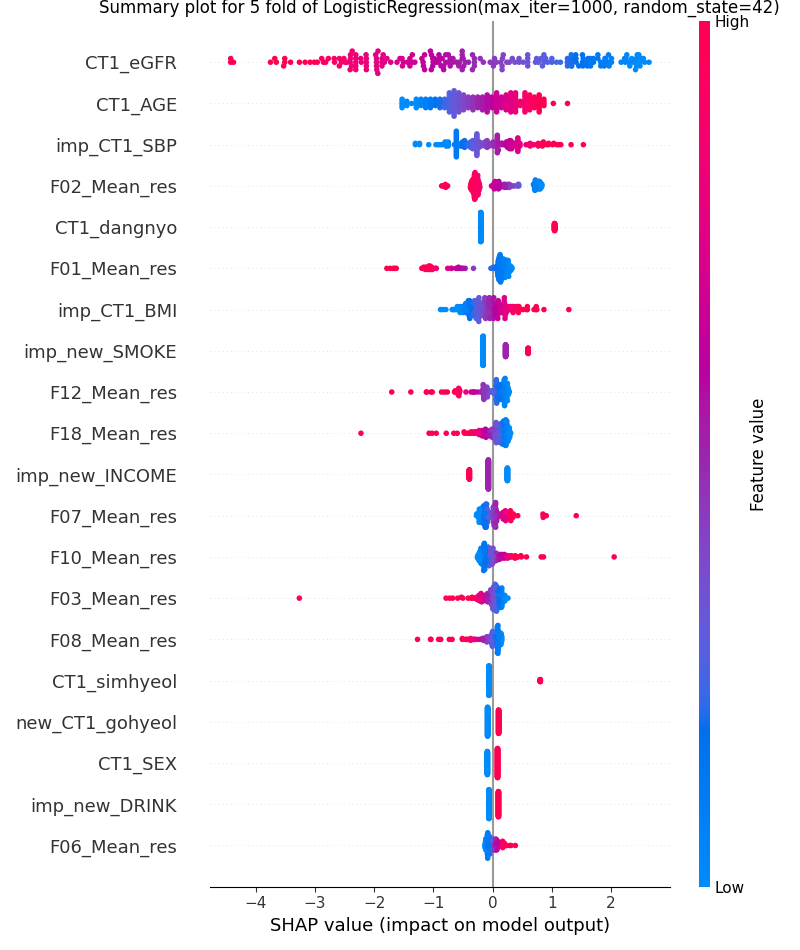 Summary plot for 5 fold of LogisticRegression(max_iter=1000, random_state=42)
High
CT1_eGFR
CT1_AGE
imp_CT1_SBP
F02_Mean_res
CT1_dangnyo
F01_Mean_res
imp_CT1_BMI
imp_new_SMOKE
F12_Mean_res
F18_Mean_res
imp_new_INCOME
F07_Mean_res
F10_Mean_res
F03_Mean_res
F08_Mean_res
CT1_simhyeol
new_CT1_gohyeol
CT1_SEX
imp_new_DRINK
F06_Mean_res
Feature value
Low
−4 −3 −2 −1 0 1 2
SHAP value (impact on model output)